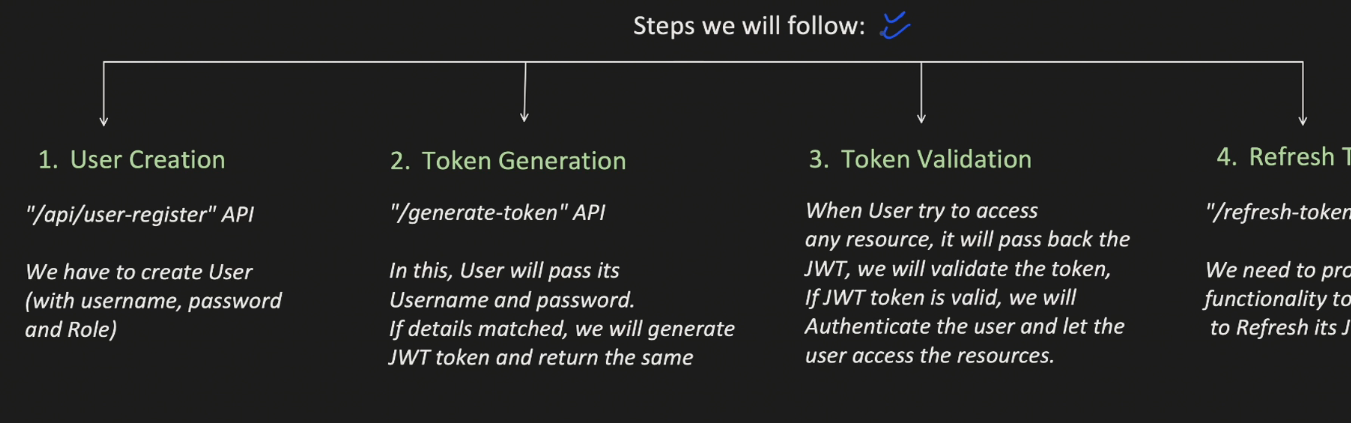 Steps we will follow:
1. User Creation
"/api/user-register" API
We have to create User
(with username, password
and Role)
2. Token Generation
"/generate-token" API
In this, User will pass its
Username and password.
If details matched, we will generate
JWT token and return the same
3. Token Validation
When User try to access
any resource, it will pass back the
JWT, we will validate the token,
If JWT token is valid, we will
Authenticate the user and let the
user access the resources.
4. Refresh
"/refresh-token
We need to
functionality to
to Refresh its